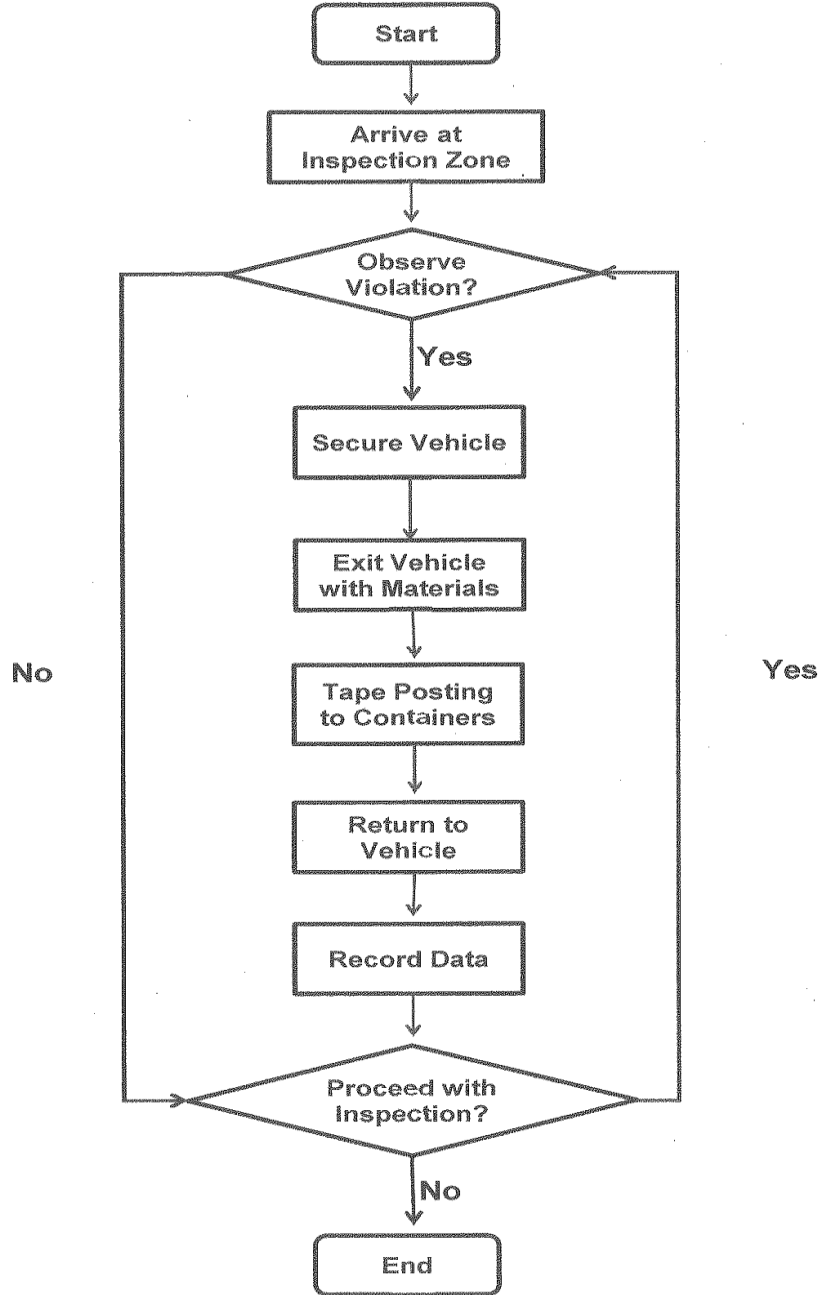 Start
Arrive at
Inspection Zone
Observe
Violation?
Yes
Secure Vehicle
Exit Vehicle
with Materials
No
Yes
Tape Posting
to Containers
Return to
Vehicle
Record Data
Proceed with
Inspection?
No
End